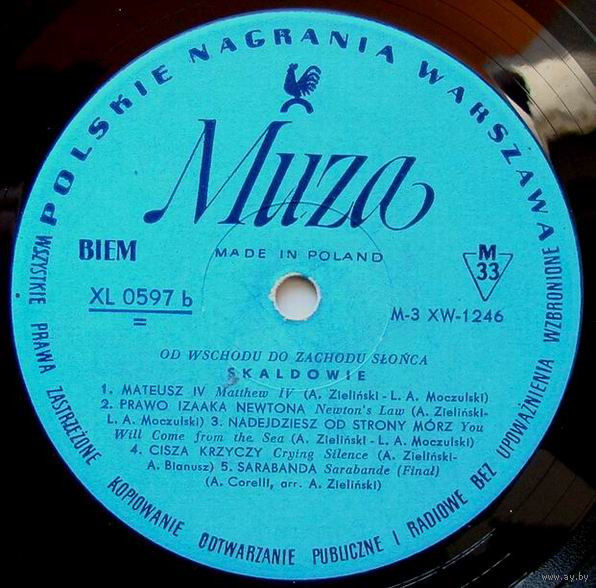 POLSKIE NAGRANIA WARSZAWA
Muza
BIEM
MADE IN POLAND
M
33
XL 0597 b
=
M-3 XW-1246
OD WSCHODU DO ZACHODU SŁOŃCA
SKALDOWIE
1. MATEUSZ IV Matthew IV (A. Zieliński - L. A. Moczulski)
2. PRAWO IZAAKA NEWTONA Newton's Law (A. Zieliński-
L. A. Moczulski) 3. NADEJDZIESZ OD STRONY MÓRZ You
Will Come from the Sea (A. Zieliński - L. A. Moczulski)
4. CISZA KRZYCZY Crying Silence (A. Zieliński-
A. Bianusz) 5. SARABANDA Sarabande (Finał)
(A. Corelli, arr. A. Zieliński)
WSZYSTKIE PRAWA ZASTRZEŻONE KOPIOWANIE ODTWARZANIE PUBLICZNE I RADIOWE BEZ UPOWAŻNIENIA WZBRONIONE
http://www.ay.by